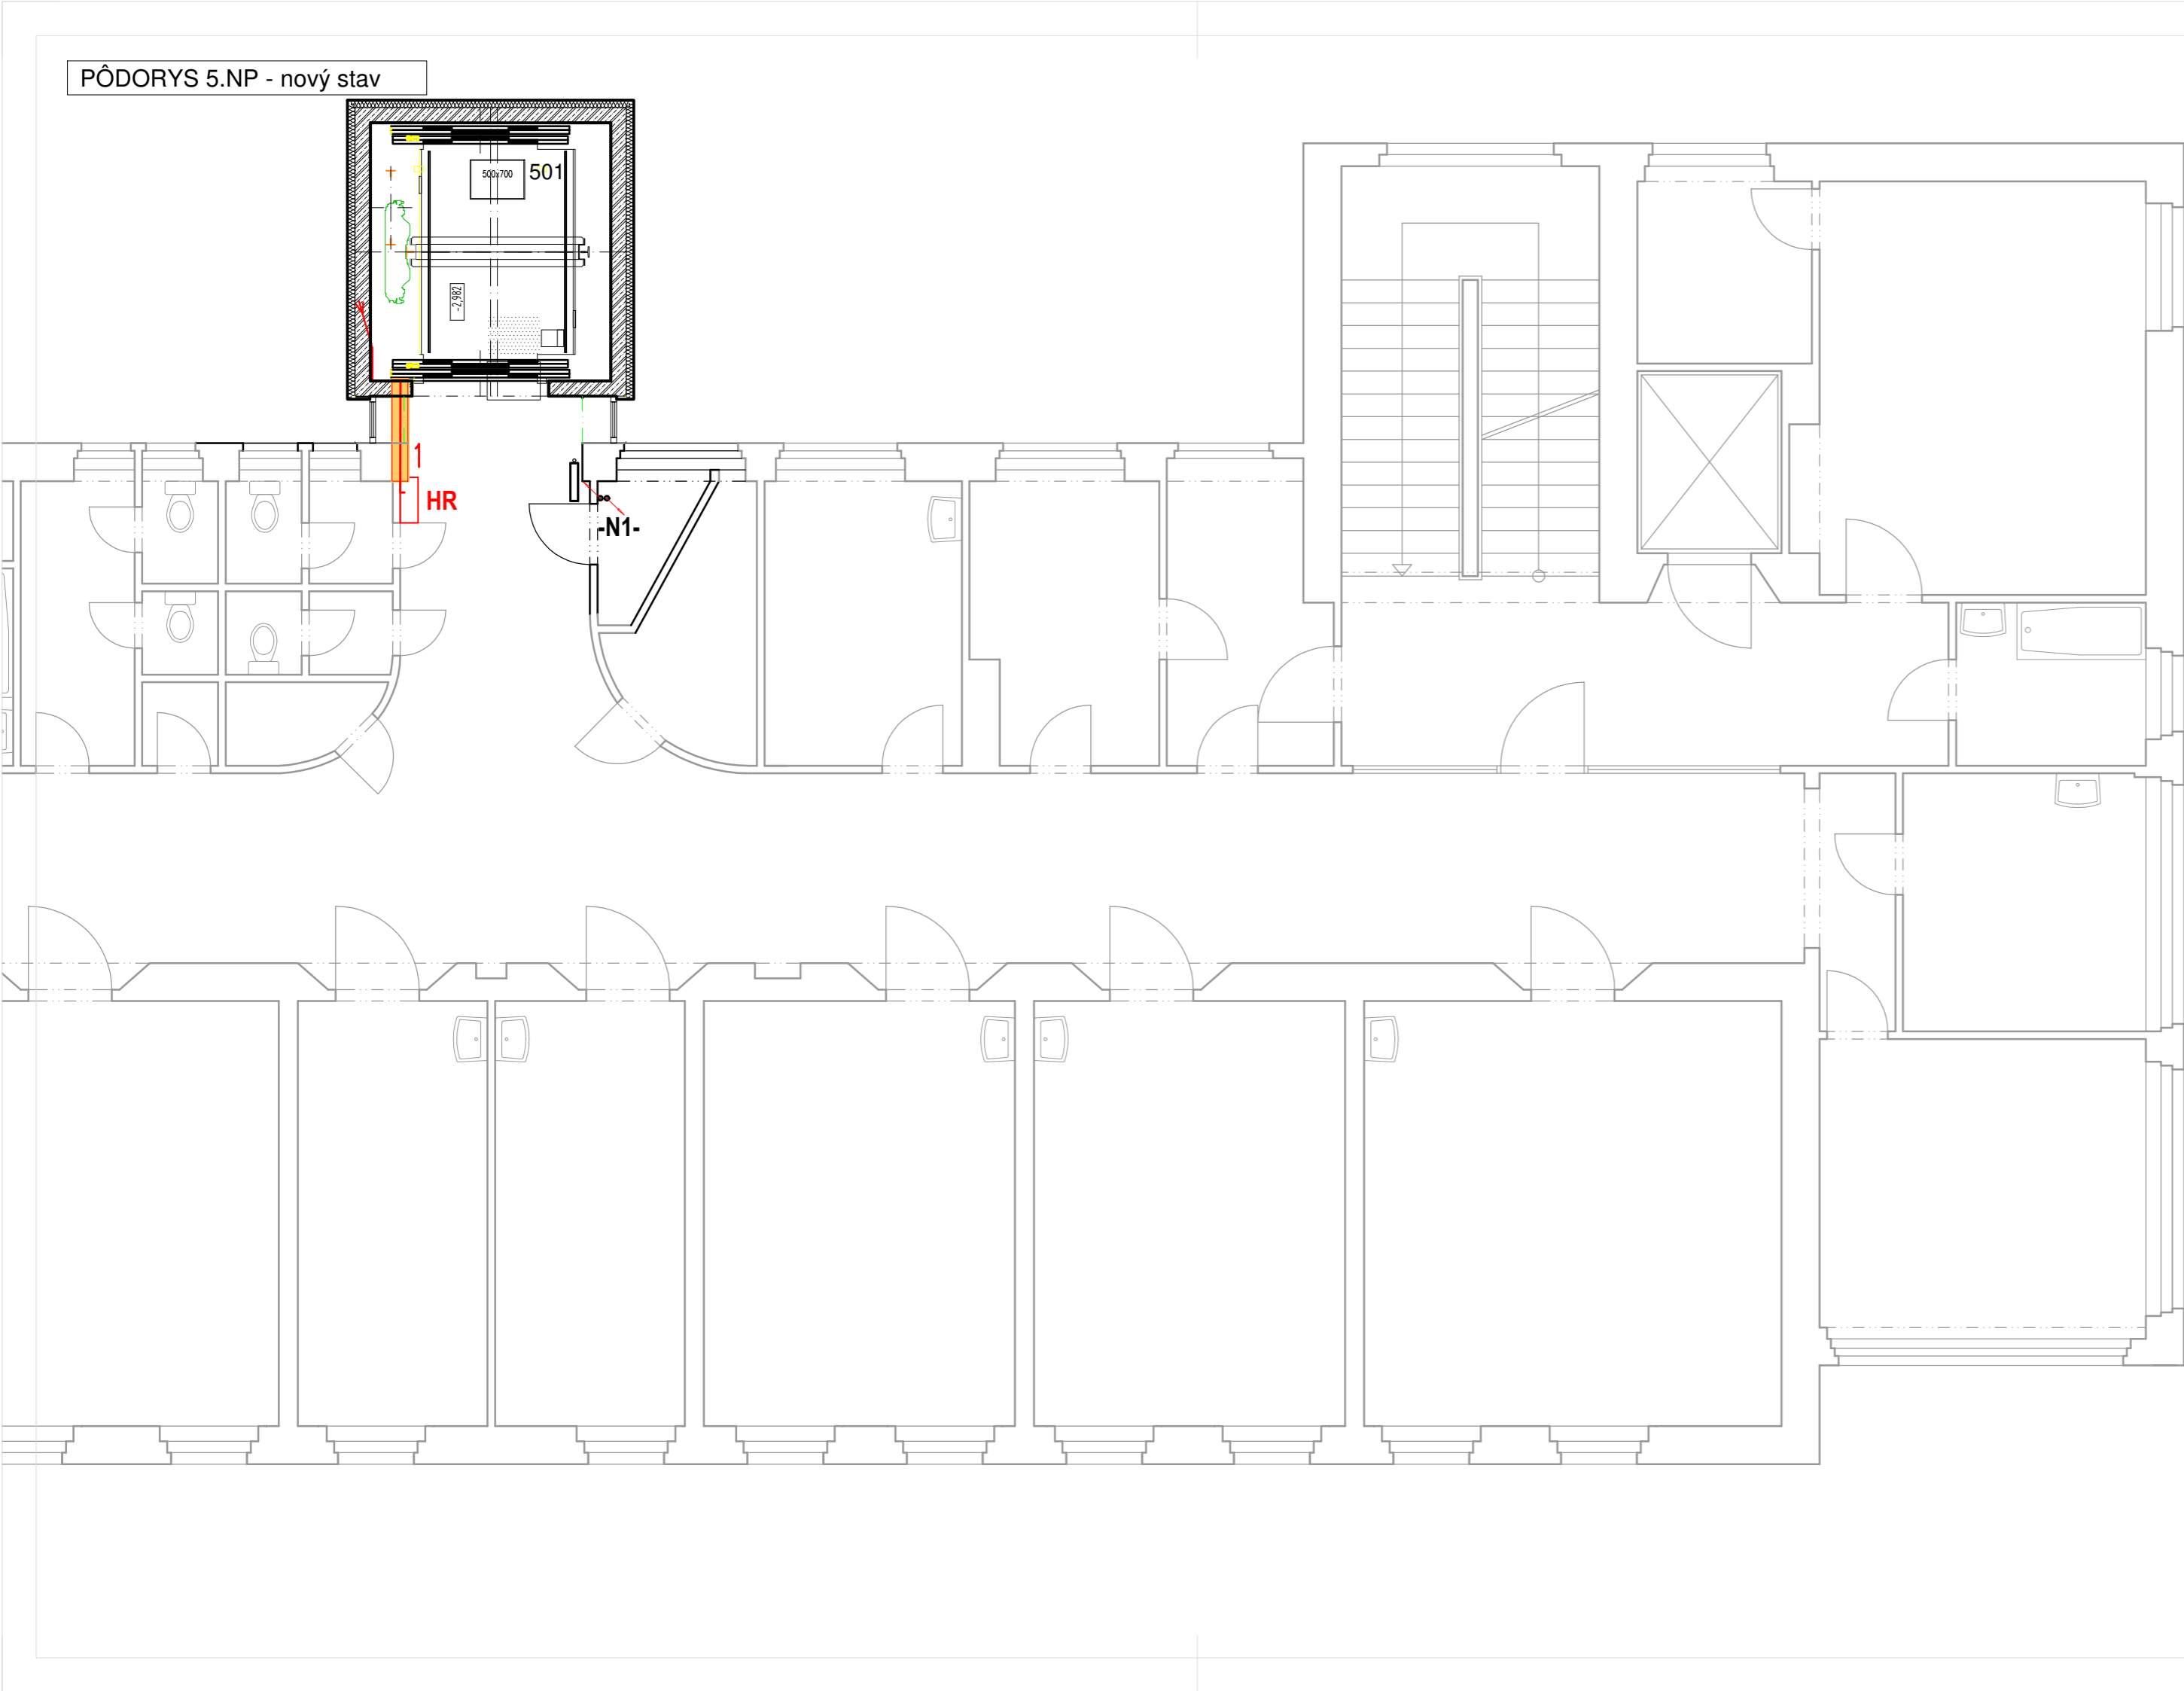 PÔDORYS 5.NP - nový stav
500x700
501
-2,982
1
HR
-N1-